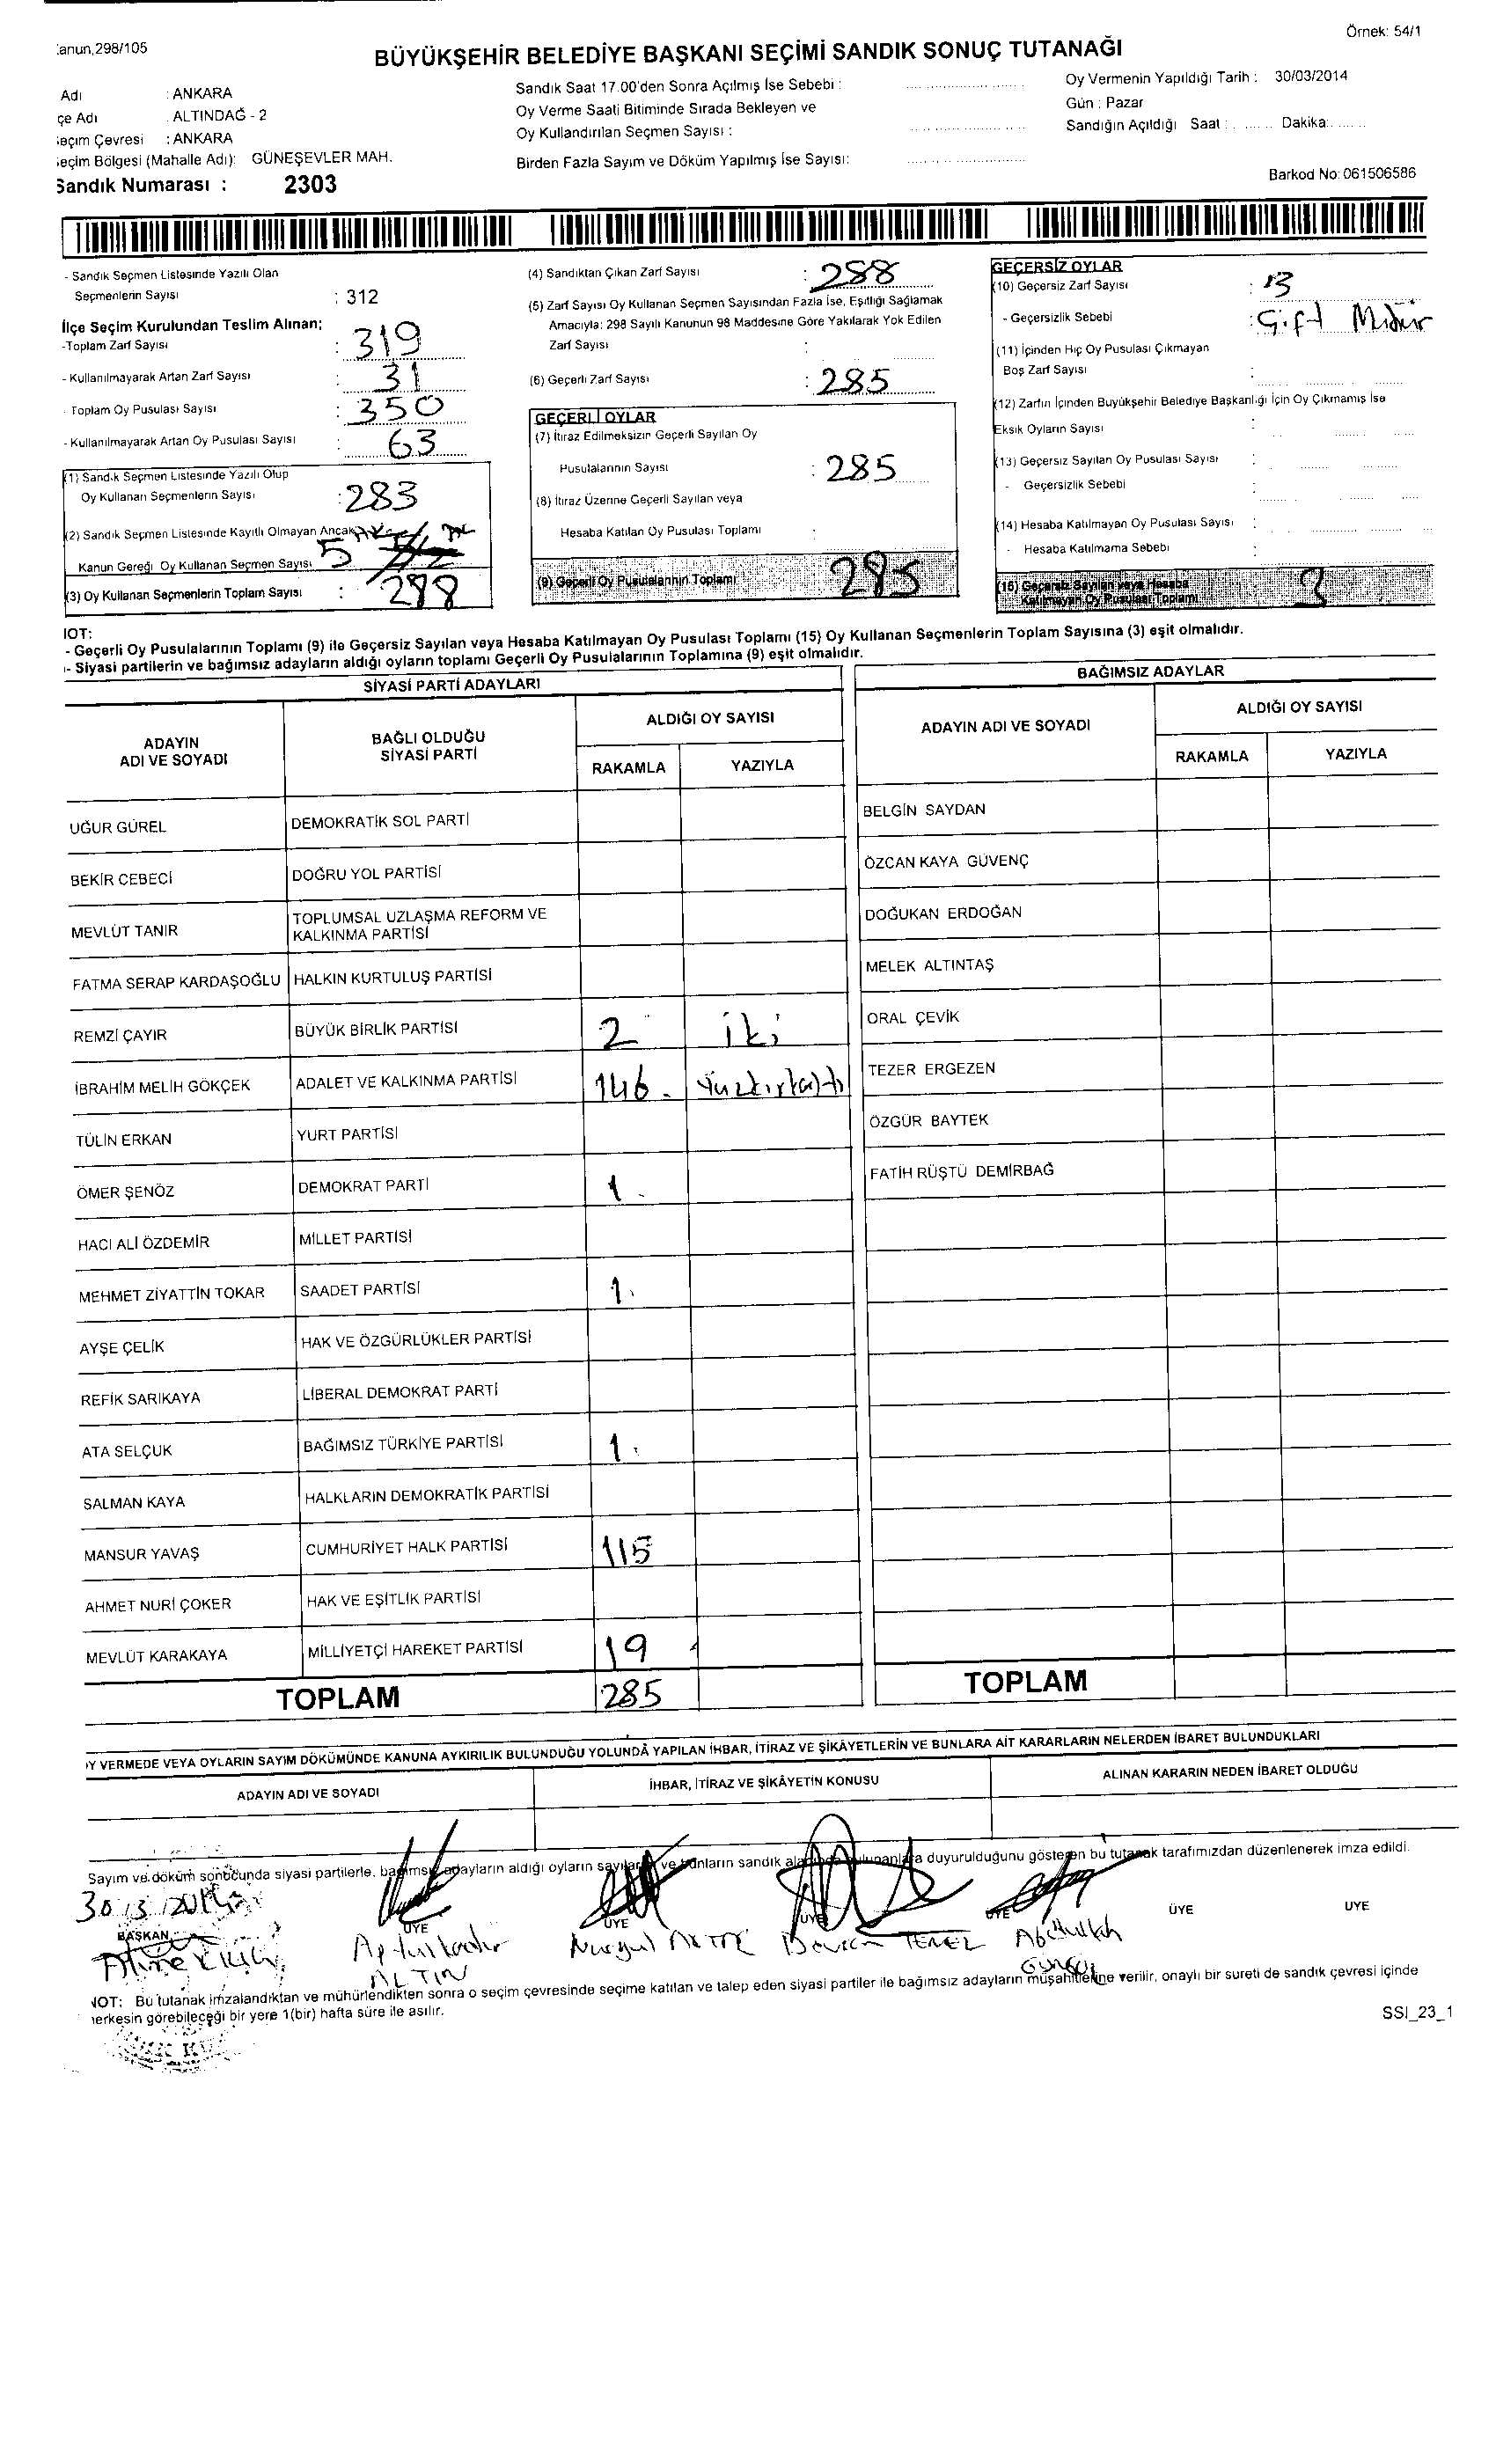 Örnek: 54/1
anun,298/105
BÜYÜKŞEHİR BELEDİYE BAŞKANI SEÇİMİ SANDIK SONUÇ TUTANAĞI
Adı : ANKARA
çe Adı : ALTINDAĞ - 2
eçim Çevresi : ANKARA
eçim Bölgesi (Mahalle Adı): GÜNEŞEVLER MAH.
Sandık Numarası : 2303
Sandık Saat 17.00'den Sonra Açılmış İse Sebebi :
Oy Verme Saati Bitiminde Sırada Bekleyen ve
Oy Kullandırılan Seçmen Sayısı :
Birden Fazla Sayım ve Döküm Yapılmış İse Sayısı:
Oy Vermenin Yapıldığı Tarih : 30/03/2014
Gün : Pazar
Sandığın Açıldığı Saat : ........ Dakika: ......
Barkod No: 061506586
- Sandık Seçmen Listesinde Yazılı Olan
Seçmenlerin Sayısı : 312
İlçe Seçim Kurulundan Teslim Alınan;
-Toplam Zarf Sayısı : 319
- Kullanılmayarak Artan Zarf Sayısı : 31
- Toplam Oy Pusulası Sayısı : 350
- Kullanılmayarak Artan Oy Pusulası Sayısı : 63
(1) Sandık Seçmen Listesinde Yazılı Olup
Oy Kullanan Seçmenlerin Sayısı : 283
(2) Sandık Seçmen Listesinde Kayıtlı Olmayan Ancak
Kanun Gereği Oy Kullanan Seçmen Sayısı 5
(3) Oy Kullanan Seçmenlerin Toplam Sayısı : 288
(4) Sandıktan Çıkan Zarf Sayısı : 288
(5) Zarf Sayısı Oy Kullanan Seçmen Sayısından Fazla İse, Eşitliği Sağlamak
Amacıyla: 298 Sayılı Kanunun 98 Maddesine Göre Yakılarak Yok Edilen
Zarf Sayısı :
(6) Geçerli Zarf Sayısı : 285
GEÇERLİ OYLAR
(7) İtiraz Edilmeksizin Geçerli Sayılan Oy
Pusulalarının Sayısı : 285
(8) İtiraz Üzerine Geçerli Sayılan veya
Hesaba Katılan Oy Pusulası Toplamı :
(9) Geçerli Oy Pusulalarının Toplamı 285
GEÇERSİZ OYLAR
(10) Geçersiz Zarf Sayısı : 3
- Geçersizlik Sebebi : Çift Mühür
(11) İçinden Hiç Oy Pusulası Çıkmayan
Boş Zarf Sayısı :
(12) Zarfın İçinden Büyükşehir Belediye Başkanlığı İçin Oy Çıkmamış İse
Eksik Oyların Sayısı :
(13) Geçersiz Sayılan Oy Pusulası Sayısı :
- Geçersizlik Sebebi :
(14) Hesaba Katılmayan Oy Pusulası Sayısı :
- Hesaba Katılmama Sebebi :
(15) Geçersiz Sayılan veya Hesaba
Katılmayan Oy Pusulası Toplamı 3
IOT:
- Geçerli Oy Pusulalarının Toplamı (9) ile Geçersiz Sayılan veya Hesaba Katılmayan Oy Pusulası Toplamı (15) Oy Kullanan Seçmenlerin Toplam Sayısına (3) eşit olmalıdır.
- Siyasi partilerin ve bağımsız adayların aldığı oyların toplamı Geçerli Oy Pusulalarının Toplamına (9) eşit olmalıdır.
SİYASİ PARTİ ADAYLARI
ADAYIN ADI VE SOYADI BAĞLI OLDUĞU SİYASİ PARTİ ALDIĞI OY SAYISI
RAKAMLA YAZIYLA
UĞUR GÜREL DEMOKRATİK SOL PARTİ
BEKİR CEBECİ DOĞRU YOL PARTİSİ
MEVLÜT TANIR TOPLUMSAL UZLAŞMA REFORM VE KALKINMA PARTİSİ
FATMA SERAP KARDAŞOĞLU HALKIN KURTULUŞ PARTİSİ
REMZİ ÇAYIR BÜYÜK BİRLİK PARTİSİ 2 iki
İBRAHİM MELİH GÖKÇEK ADALET VE KALKINMA PARTİSİ 146 yüzkırkaltı
TÜLİN ERKAN YURT PARTİSİ
ÖMER ŞENÖZ DEMOKRAT PARTİ 1
HACI ALİ ÖZDEMİR MİLLET PARTİSİ
MEHMET ZİYATTİN TOKAR SAADET PARTİSİ 1
AYŞE ÇELİK HAK VE ÖZGÜRLÜKLER PARTİSİ
REFİK SARIKAYA LİBERAL DEMOKRAT PARTİ
ATA SELÇUK BAĞIMSIZ TÜRKİYE PARTİSİ 1
SALMAN KAYA HALKLARIN DEMOKRATİK PARTİSİ
MANSUR YAVAŞ CUMHURİYET HALK PARTİSİ 115
AHMET NURİ ÇOKER HAK VE EŞİTLİK PARTİSİ
MEVLÜT KARAKAYA MİLLİYETÇİ HAREKET PARTİSİ 19
TOPLAM 285
BAĞIMSIZ ADAYLAR
ADAYIN ADI VE SOYADI ALDIĞI OY SAYISI
RAKAMLA YAZIYLA
BELGİN SAYDAN
ÖZCAN KAYA GÜVENÇ
DOĞUKAN ERDOĞAN
MELEK ALTINTAŞ
ORAL ÇEVİK
TEZER ERGEZEN
ÖZGÜR BAYTEK
FATİH RÜŞTÜ DEMİRBAĞ
TOPLAM
Y VERMEDE VEYA OYLARIN SAYIM DÖKÜMÜNDE KANUNA AYKIRILIK BULUNDUĞU YOLUNDA YAPILAN İHBAR, İTİRAZ VE ŞİKÂYETLERİN VE BUNLARA AİT KARARLARIN NELERDEN İBARET BULUNDUKLARI
ADAYIN ADI VE SOYADI İHBAR, İTİRAZ VE ŞİKÂYETİN KONUSU ALINAN KARARIN NEDEN İBARET OLDUĞU
Sayım ve döküm sonucunda siyasi partilerle, bağımsız adayların aldığı oyların sayıları ve bunların sandık alanında bulunanlara duyurulduğunu gösteren bu tutanak tarafımızdan düzenlenerek imza edildi.
30.3.2014
BAŞKAN ÜYE ÜYE ÜYE ÜYE ÜYE ÜYE
Aptulkadir ALTIN
Devran TEMEL
Abdullah
NOT: Bu tutanak imzalandıktan ve mühürlendikten sonra o seçim çevresinde seçime katılan ve talep eden siyasi partiler ile bağımsız adayların müşahitlerine verilir, onaylı bir sureti de sandık çevresi içinde
herkesin görebileceği bir yere 1(bir) hafta süre ile asılır.
SSI_23_1